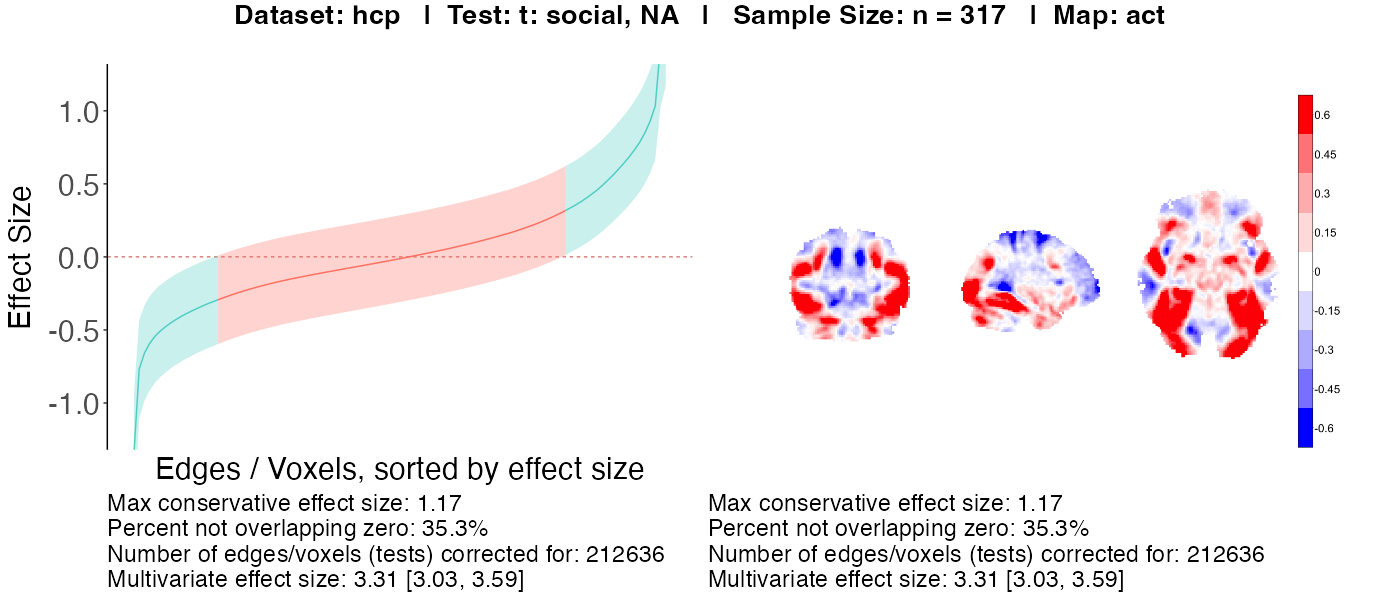 Dataset: hcp | Test: t: social, NA | Sample Size: n = 317 | Map: act
Effect Size
1.0
0.5
0.0
-0.5
-1.0
Edges / Voxels, sorted by effect size
0.6
0.45
0.3
0.15
0
-0.15
-0.3
-0.45
-0.6
Max conservative effect size: 1.17
Percent not overlapping zero: 35.3%
Number of edges/voxels (tests) corrected for: 212636
Multivariate effect size: 3.31 [3.03, 3.59]
Max conservative effect size: 1.17
Percent not overlapping zero: 35.3%
Number of edges/voxels (tests) corrected for: 212636
Multivariate effect size: 3.31 [3.03, 3.59]